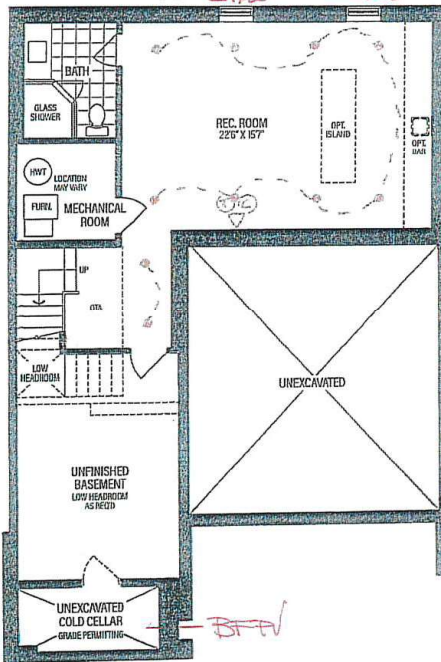 BATH
GLASS
SHOWER
REC. ROOM
22'6" X 15'7"
OPT.
ISLAND
OPT.
BAR
HWT
LOCATION
MAY VARY
FURN.
MECHANICAL
ROOM
UP
LOW
HEADROOM
UNEXCAVATED
UNFINISHED
BASEMENT
LOW HEADROOM
AS REQ'D
UNEXCAVATED
COLD CELLAR
GRADE PERMITTING